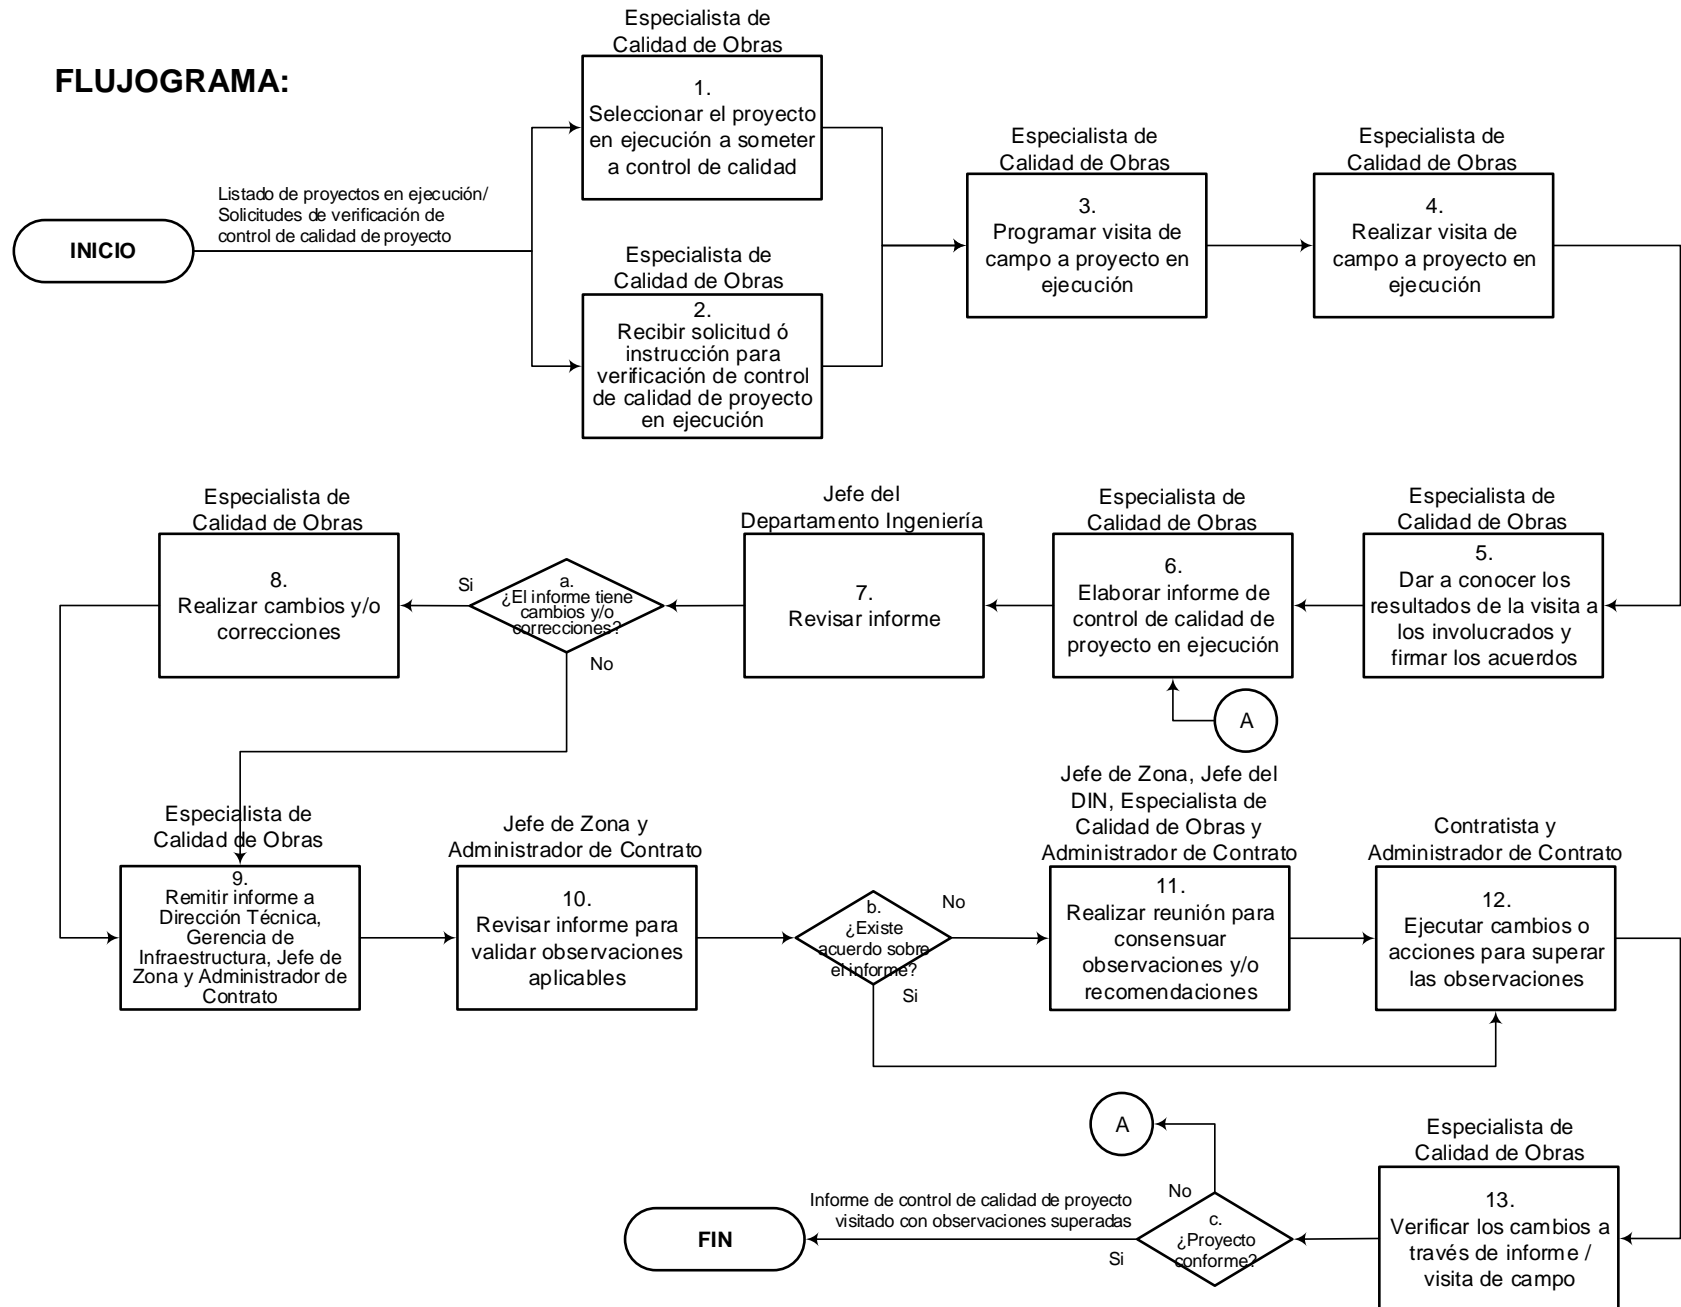 FLUJOGRAMA:
INICIO
Listado de proyectos en ejecución/
Solicitudes de verificación de
control de calidad de proyecto
Especialista de
Calidad de Obras
1.
Seleccionar el proyecto
en ejecución a someter
a control de calidad
Especialista de
Calidad de Obras
2.
Recibir solicitud ó
instrucción para
verificación de control
de calidad de proyecto
en ejecución
Especialista de
Calidad de Obras
3.
Programar visita de
campo a proyecto en
ejecución
Especialista de
Calidad de Obras
4.
Realizar visita de
campo a proyecto en
ejecución
Especialista de
Calidad de Obras
5.
Dar a conocer los
resultados de la visita a
los involucrados y
firmar los acuerdos
Especialista de
Calidad de Obras
6.
Elaborar informe de
control de calidad de
proyecto en ejecución
A
Jefe del
Departamento Ingeniería
7.
Revisar informe
a.
¿El informe tiene
cambios y/o
correcciones?
Si
No
Especialista de
Calidad de Obras
8.
Realizar cambios y/o
correcciones
Especialista de
Calidad de Obras
9.
Remitir informe a
Dirección Técnica,
Gerencia de
Infraestructura, Jefe de
Zona y Administrador de
Contrato
Jefe de Zona y
Administrador de Contrato
10.
Revisar informe para
validar observaciones
aplicables
b.
¿Existe
acuerdo sobre
el informe?
No
Si
Jefe de Zona, Jefe del
DIN, Especialista de
Calidad de Obras y
Administrador de Contrato
11.
Realizar reunión para
consensuar
observaciones y/o
recomendaciones
Contratista y
Administrador de Contrato
12.
Ejecutar cambios o
acciones para superar
las observaciones
Especialista de
Calidad de Obras
13.
Verificar los cambios a
través de informe /
visita de campo
c.
¿Proyecto
conforme?
No
A
Si
Informe de control de calidad de proyecto
visitado con observaciones superadas
FIN